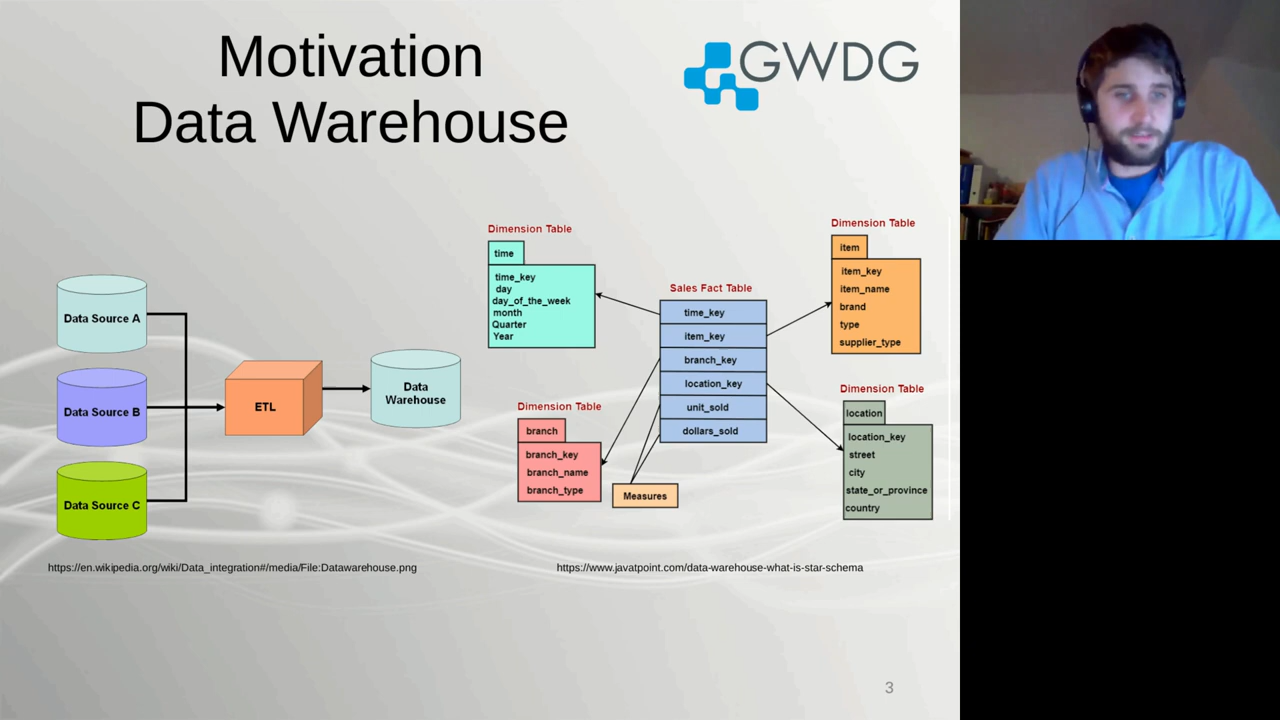 Motivation
Data Warehouse
GWDG
Data Source A
Data Source B
Data Source C
ETL
Data
Warehouse
Dimension Table
time
time_key
day
day_of_the_week
month
Quarter
Year
Sales Fact Table
time_key
item_key
branch_key
location_key
unit_sold
dollars_sold
Dimension Table
item
item_key
item_name
brand
type
supplier_type
Dimension Table
branch
branch_key
branch_name
branch_type
Measures
Dimension Table
location
location_key
street
city
state_or_province
country
https://en.wikipedia.org/wiki/Data_integration#/media/File:Datawarehouse.png
https://www.javatpoint.com/data-warehouse-what-is-star-schema
3